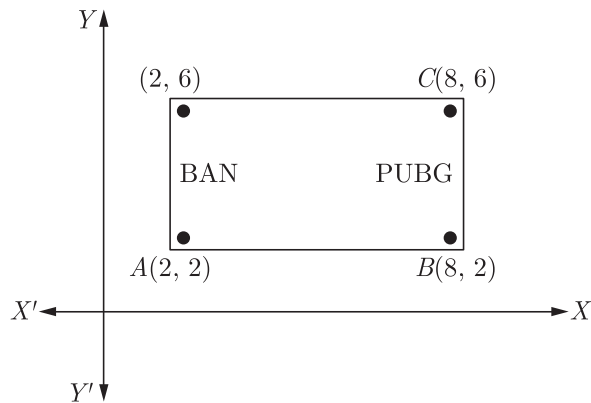 Y
(2, 6) C(8, 6)
BAN PUBG
A(2, 2) B(8, 2)
X′ X
Y′